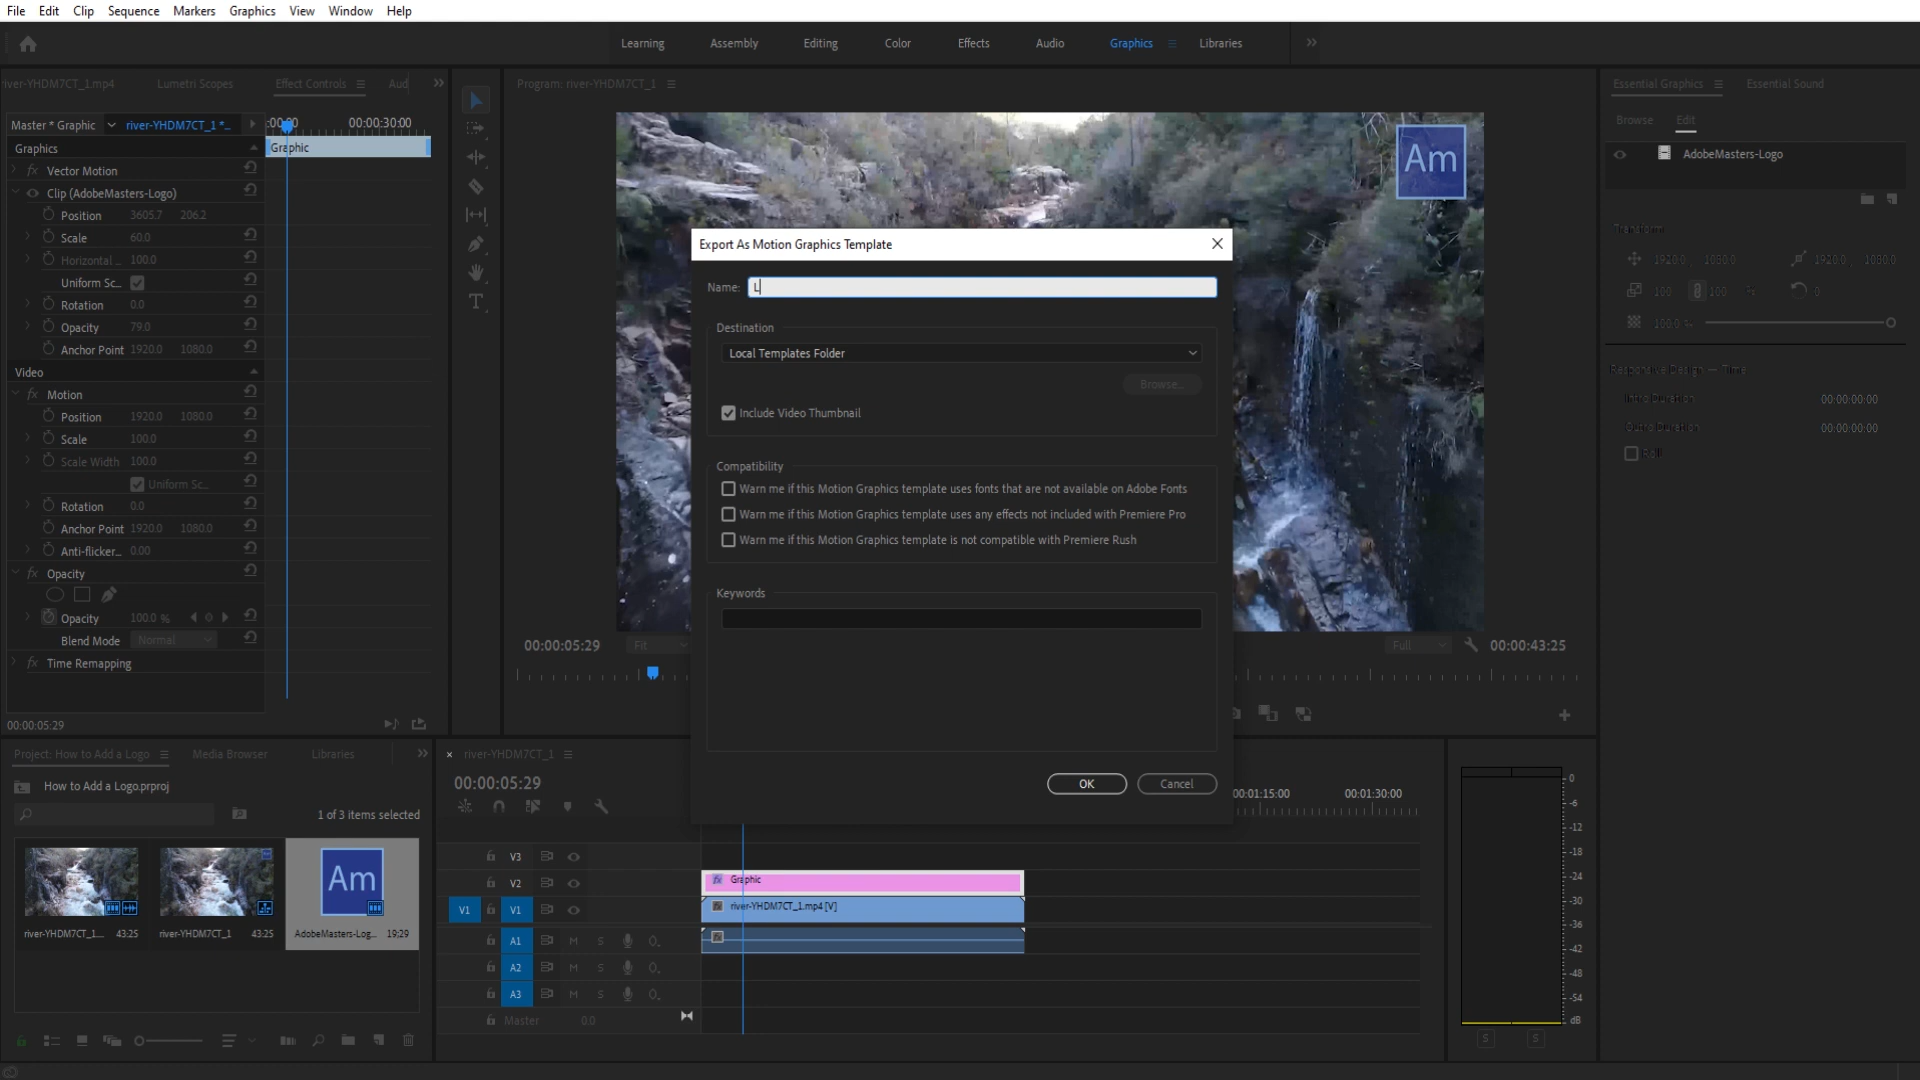 File Edit Clip Sequence Markers Graphics View Window Help
Learning Assembly Editing Color Effects Audio Graphics Libraries
river-YHDM7CT_1.mp4 Lumetri Scopes Effect Controls Aud
Master * Graphic river-YHDM7CT_1 *... :00:00 00:00:30:00
Graphics Graphic
fx Vector Motion
Clip (AdobeMasters-Logo)
Position 3605.7 206.2
Scale 60.0
Horizontal ... 100.0
Uniform Sc...
Rotation 0.0
Opacity 79.0
Anchor Point 1920.0 1080.0
Video
fx Motion
Position 1920.0 1080.0
Scale 100.0
Scale Width 100.0
Uniform Sc...
Rotation 0.0
Anchor Point 1920.0 1080.0
Anti-flicker... 0.00
fx Opacity
Opacity 100.0 %
Blend Mode Normal
fx Time Remapping
00:00:05:29
Program: river-YHDM7CT_1
Am
Export As Motion Graphics Template
Name: L
Destination
Local Templates Folder
Browse...
Include Video Thumbnail
Compatibility
Warn me if this Motion Graphics template uses fonts that are not available on Adobe Fonts
Warn me if this Motion Graphics template uses any effects not included with Premiere Pro
Warn me if this Motion Graphics template is not compatible with Premiere Rush
Keywords
OK Cancel
00:00:05:29 Fit Full 00:00:43:25
Essential Graphics Essential Sound
Browse Edit
AdobeMasters-Logo
Transform
1920.0 , 1080.0 1920.0 , 1080.0
100 100 % 0
100.0 %
Responsive Design — Time
Intro Duration 00:00:00:00
Outro Duration 00:00:00:00
Roll
Project: How to Add a Logo Media Browser Libraries
How to Add a Logo.prproj
1 of 3 items selected
Am
river-YHDM7CT_1.... 43:25 river-YHDM7CT_1 43:25 AdobeMasters-Log... 19;29
× river-YHDM7CT_1
00:00:05:29
00:01:15:00 00:01:30:00
V3
V2 fx Graphic
V1 V1 fx river-YHDM7CT_1.mp4 [V]
A1 M S fx
A2 M S
A3 M S
Master 0.0
0
-6
-12
-18
-24
-30
-36
-42
-48
-54
dB
S S